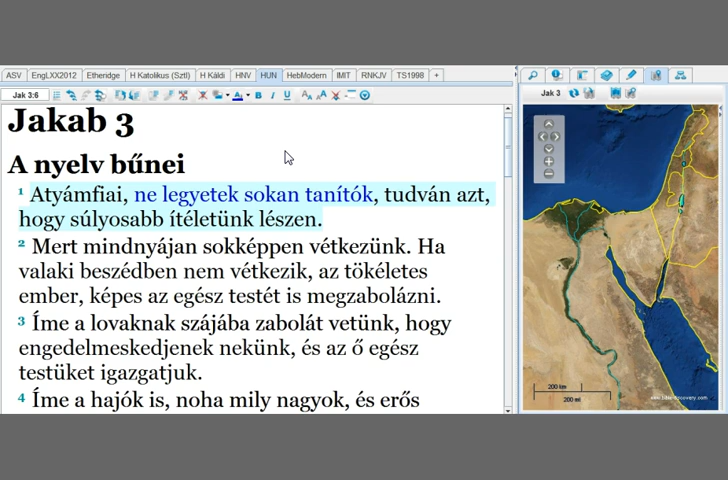 ASV EngLXX2012 Etheridge H Katolikus (Sztl) H Káldi HNV HUN HebModern IMIT RNKJV TS1998 +
Jak 3:6
Jak 3
Jakab 3
A nyelv bűnei
1 Atyámfiai, ne legyetek sokan tanítók, tudván azt,
hogy súlyosabb ítéletünk lészen.
2 Mert mindnyájan sokképpen vétkezünk. Ha
valaki beszédben nem vétkezik, az tökéletes
ember, képes az egész testét is megzabolázni.
3 Íme a lovaknak szájába zabolát vetünk, hogy
engedelmeskedjenek nekünk, és az ő egész
testüket igazgatjuk.
4 Íme a hajók is, noha mily nagyok, és erős
200 km
200 mi
www.bible-discovery.com